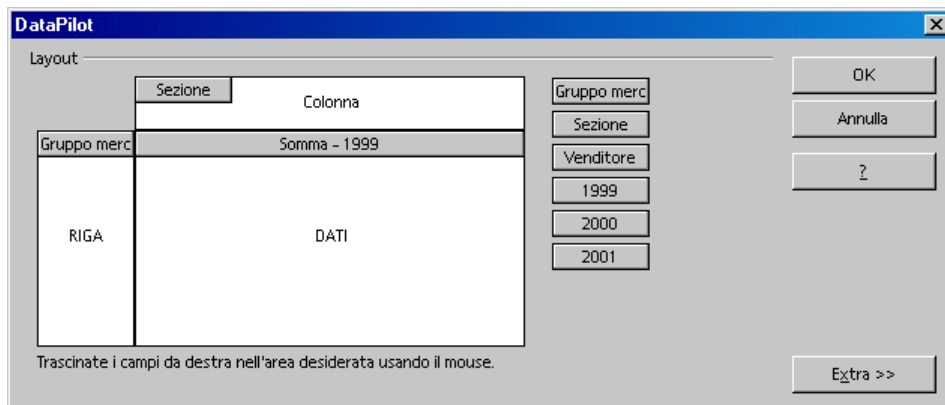 DataPilot
Layout
Sezione
Colonna
Gruppo merc
Somma - 1999
RIGA
DATI
Gruppo merc
Sezione
Venditore
1999
2000
2001
OK
Annulla
?
Trascinate i campi da destra nell'area desiderata usando il mouse.
Extra >>